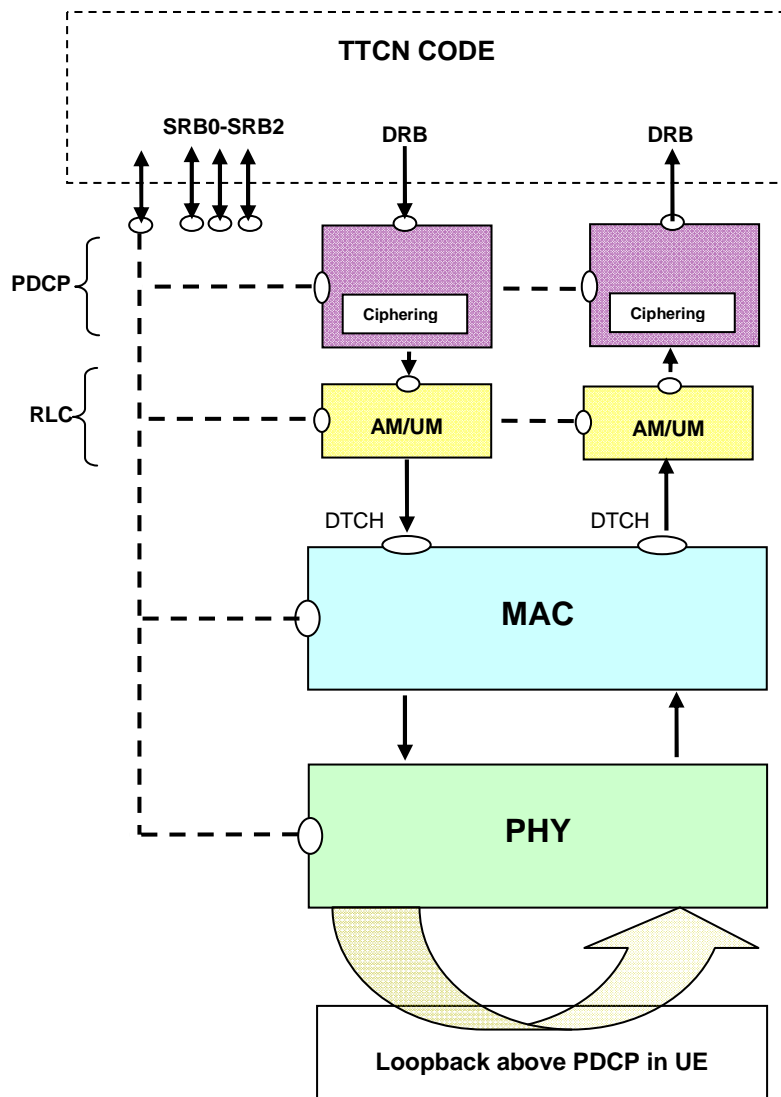 TTCN CODE
SRB0-SRB2
DRB
DRB
PDCP
Ciphering
Ciphering
RLC
AM/UM
AM/UM
DTCH
DTCH
MAC
PHY
Loopback above PDCP in UE